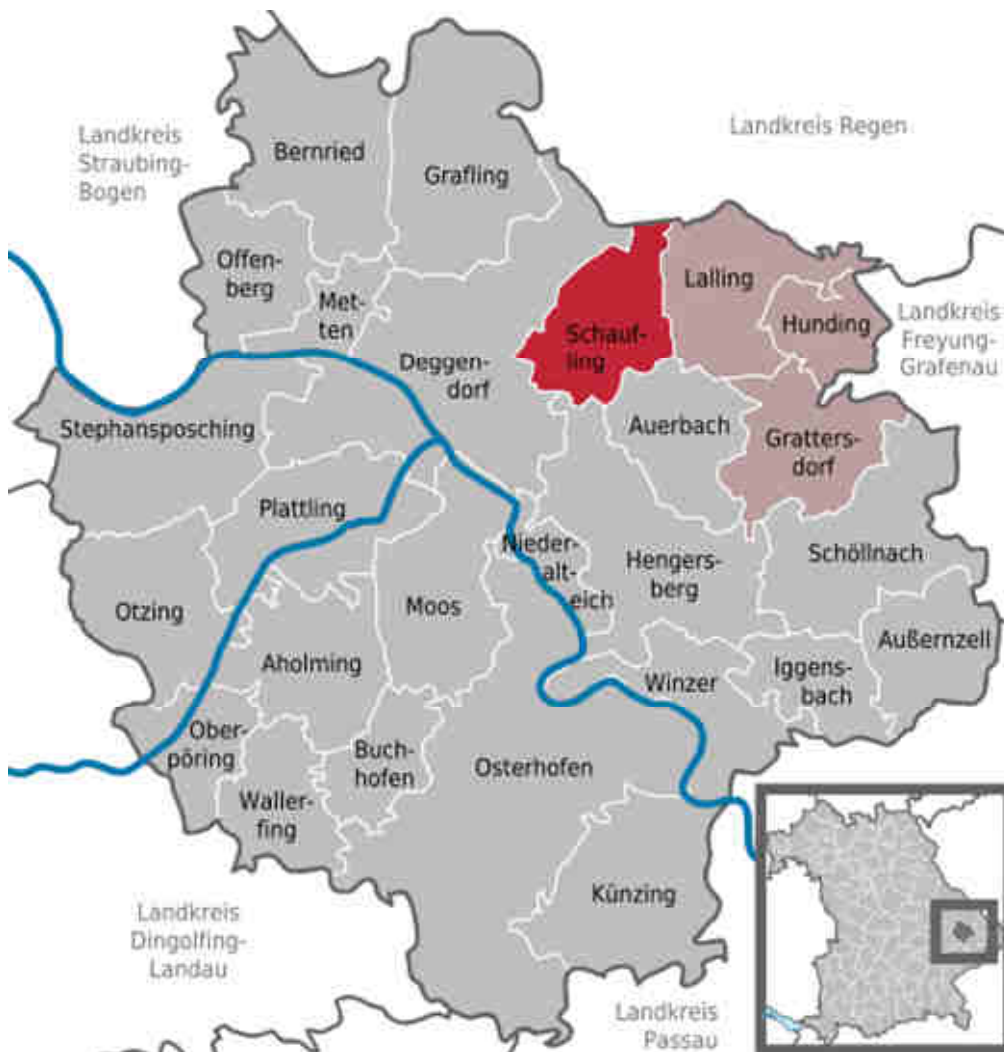 Landkreis
Straubing-
Bogen
Bernried
Grafling
Landkreis Regen
Offen-
berg
Met-
ten
Lalling
Hunding
Landkreis
Freyung-
Grafenau
Schauf-
ling
Deggen-
dorf
Stephansposching
Auerbach
Gratters-
dorf
Plattling
Nieder-
alt-
eich
Hengers-
berg
Schöllnach
Otzing
Moos
Außernzell
Aholming
Winzer
Iggens-
bach
Ober-
pöring
Buch-
hofen
Osterhofen
Waller-
fing
Künzing
Landkreis
Dingolfing-
Landau
Landkreis
Passau